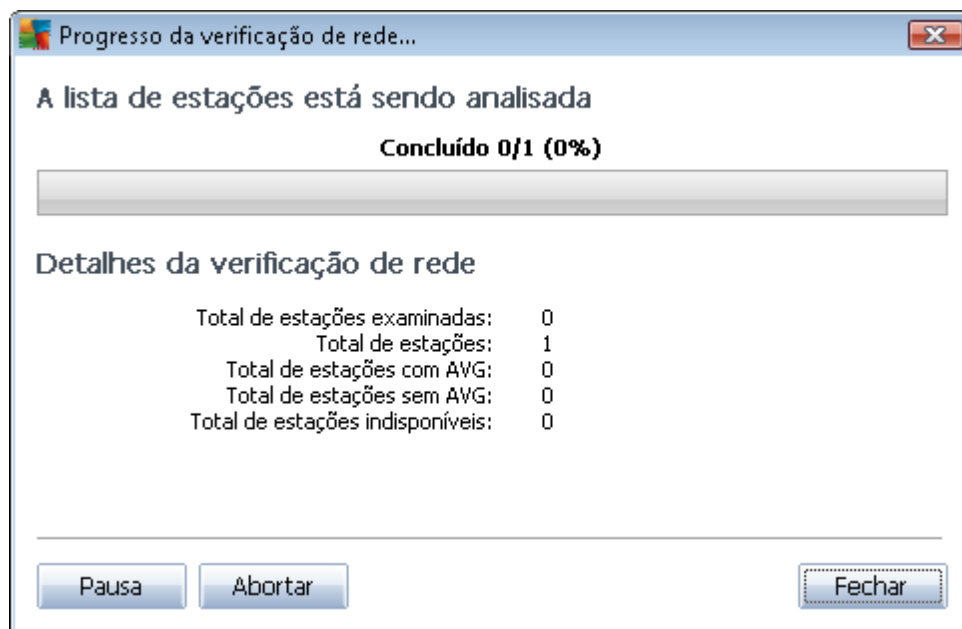 Progresso da verificação de rede...
A lista de estações está sendo analisada
Concluído 0/1 (0%)
Detalhes da verificação de rede
Total de estações examinadas: 0
Total de estações: 1
Total de estações com AVG: 0
Total de estações sem AVG: 0
Total de estações indisponíveis: 0
Pausa Abortar Fechar